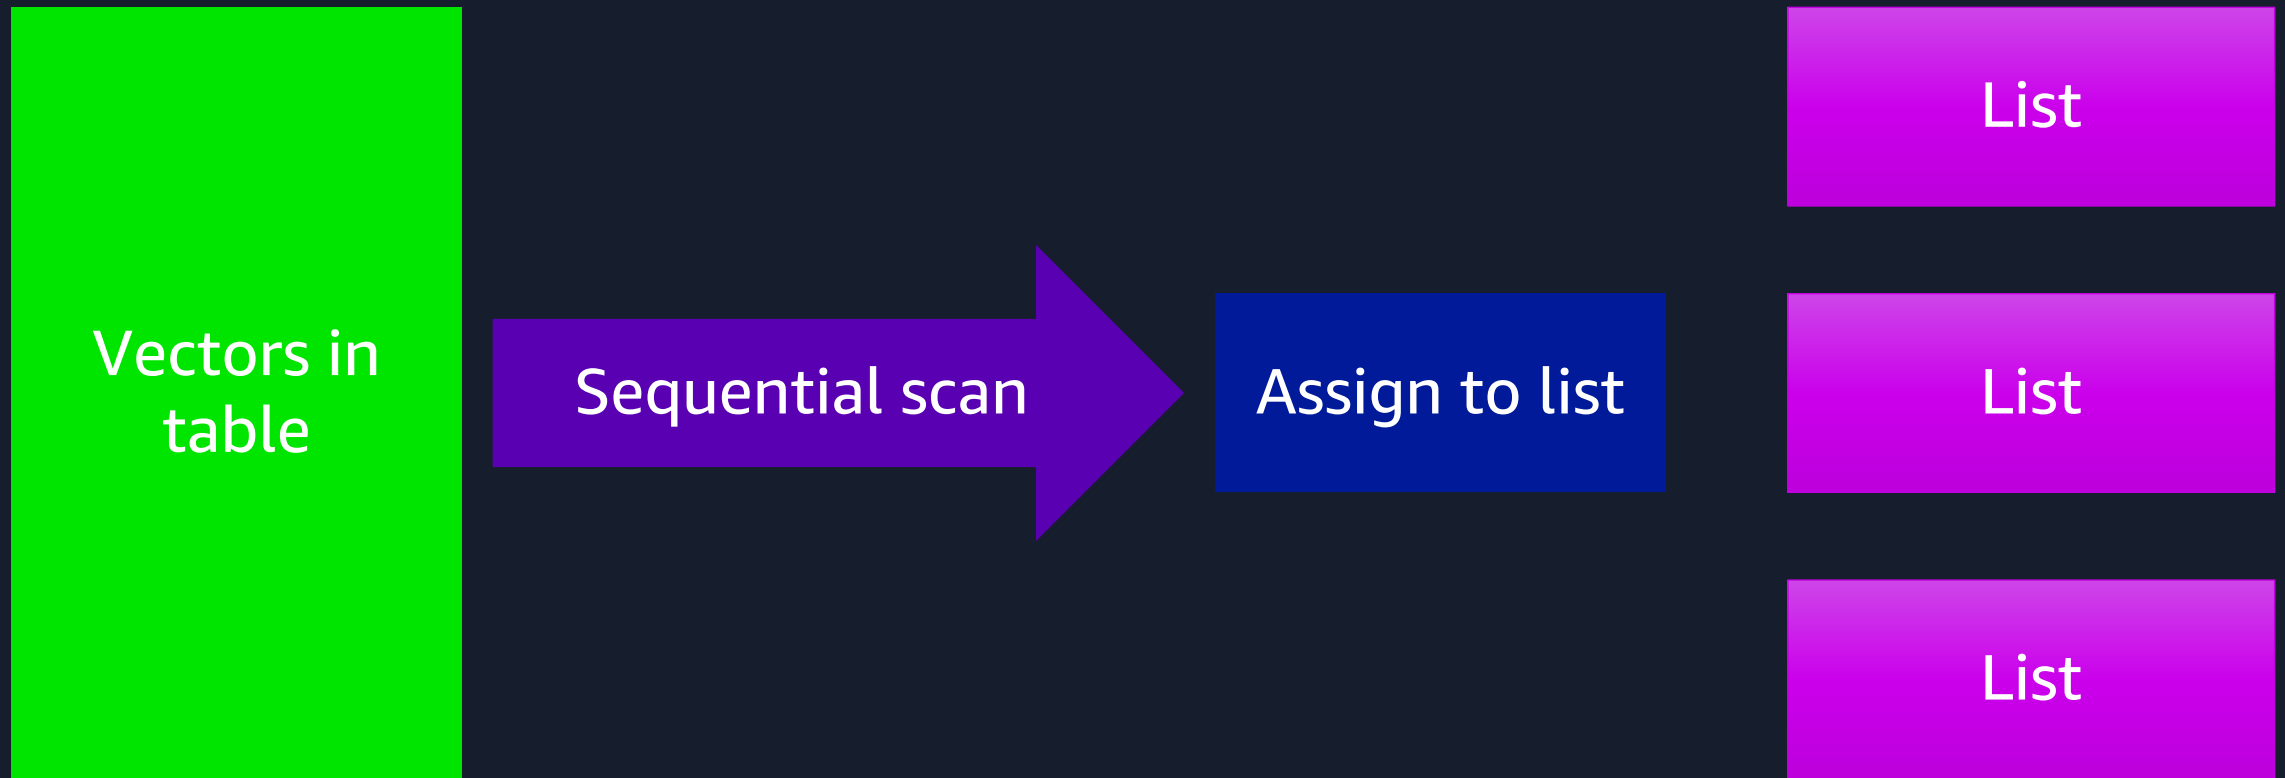 Vectors in
table
Sequential scan
Assign to list
List
List
List